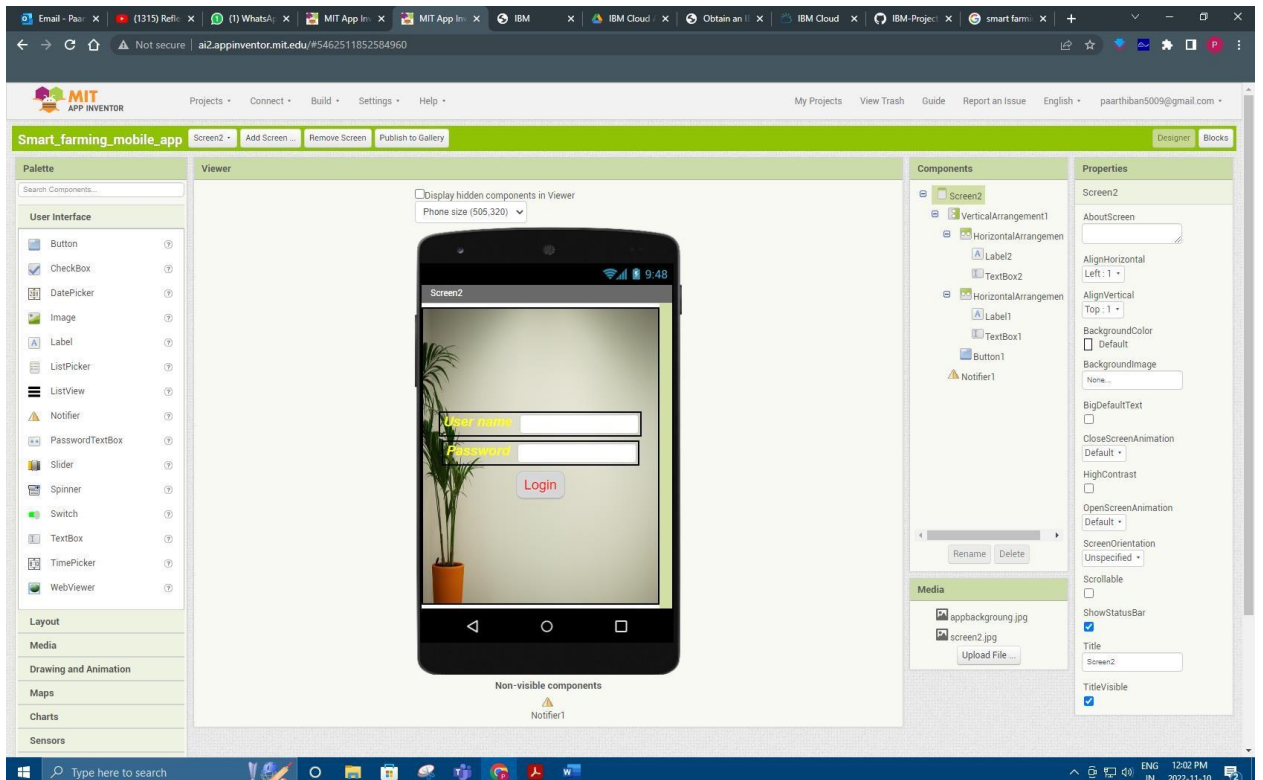 Email - Paar
(1315) Refle
(1) WhatsA
MIT App Inv
MIT App Inv
IBM
IBM Cloud
Obtain an I
IBM Cloud
IBM-Project
smart farmi
Not secure | ai2.appinventor.mit.edu/#5462511852584960
P
MIT
APP INVENTOR
Projects Connect Build Settings Help
My Projects View Trash Guide Report an Issue English paarthiban5009@gmail.com
Smart_farming_mobile_app Screen2 Add Screen ... Remove Screen Publish to Gallery
Designer Blocks
Palette
Search Components...
User Interface
Button
CheckBox
DatePicker
Image
Label
ListPicker
ListView
Notifier
PasswordTextBox
Slider
Spinner
Switch
TextBox
TimePicker
WebViewer
Layout
Media
Drawing and Animation
Maps
Charts
Sensors
Viewer
Display hidden components in Viewer
Phone size (505,320)
9:48
Screen2
User name
Password
Login
Non-visible components
Notifier1
Components
Screen2
VerticalArrangement1
HorizontalArrangemen
Label2
TextBox2
HorizontalArrangemen
Label1
TextBox1
Button1
Notifier1
Rename Delete
Media
appbackgroung.jpg
screen2.jpg
Upload File ...
Properties
Screen2
AboutScreen
AlignHorizontal
Left : 1
AlignVertical
Top : 1
BackgroundColor
Default
BackgroundImage
None...
BigDefaultText
CloseScreenAnimation
Default
HighContrast
OpenScreenAnimation
Default
ScreenOrientation
Unspecified
Scrollable
ShowStatusBar
Title
Screen2
TitleVisible
Type here to search
ENG
IN
12:02 PM
2022-11-10